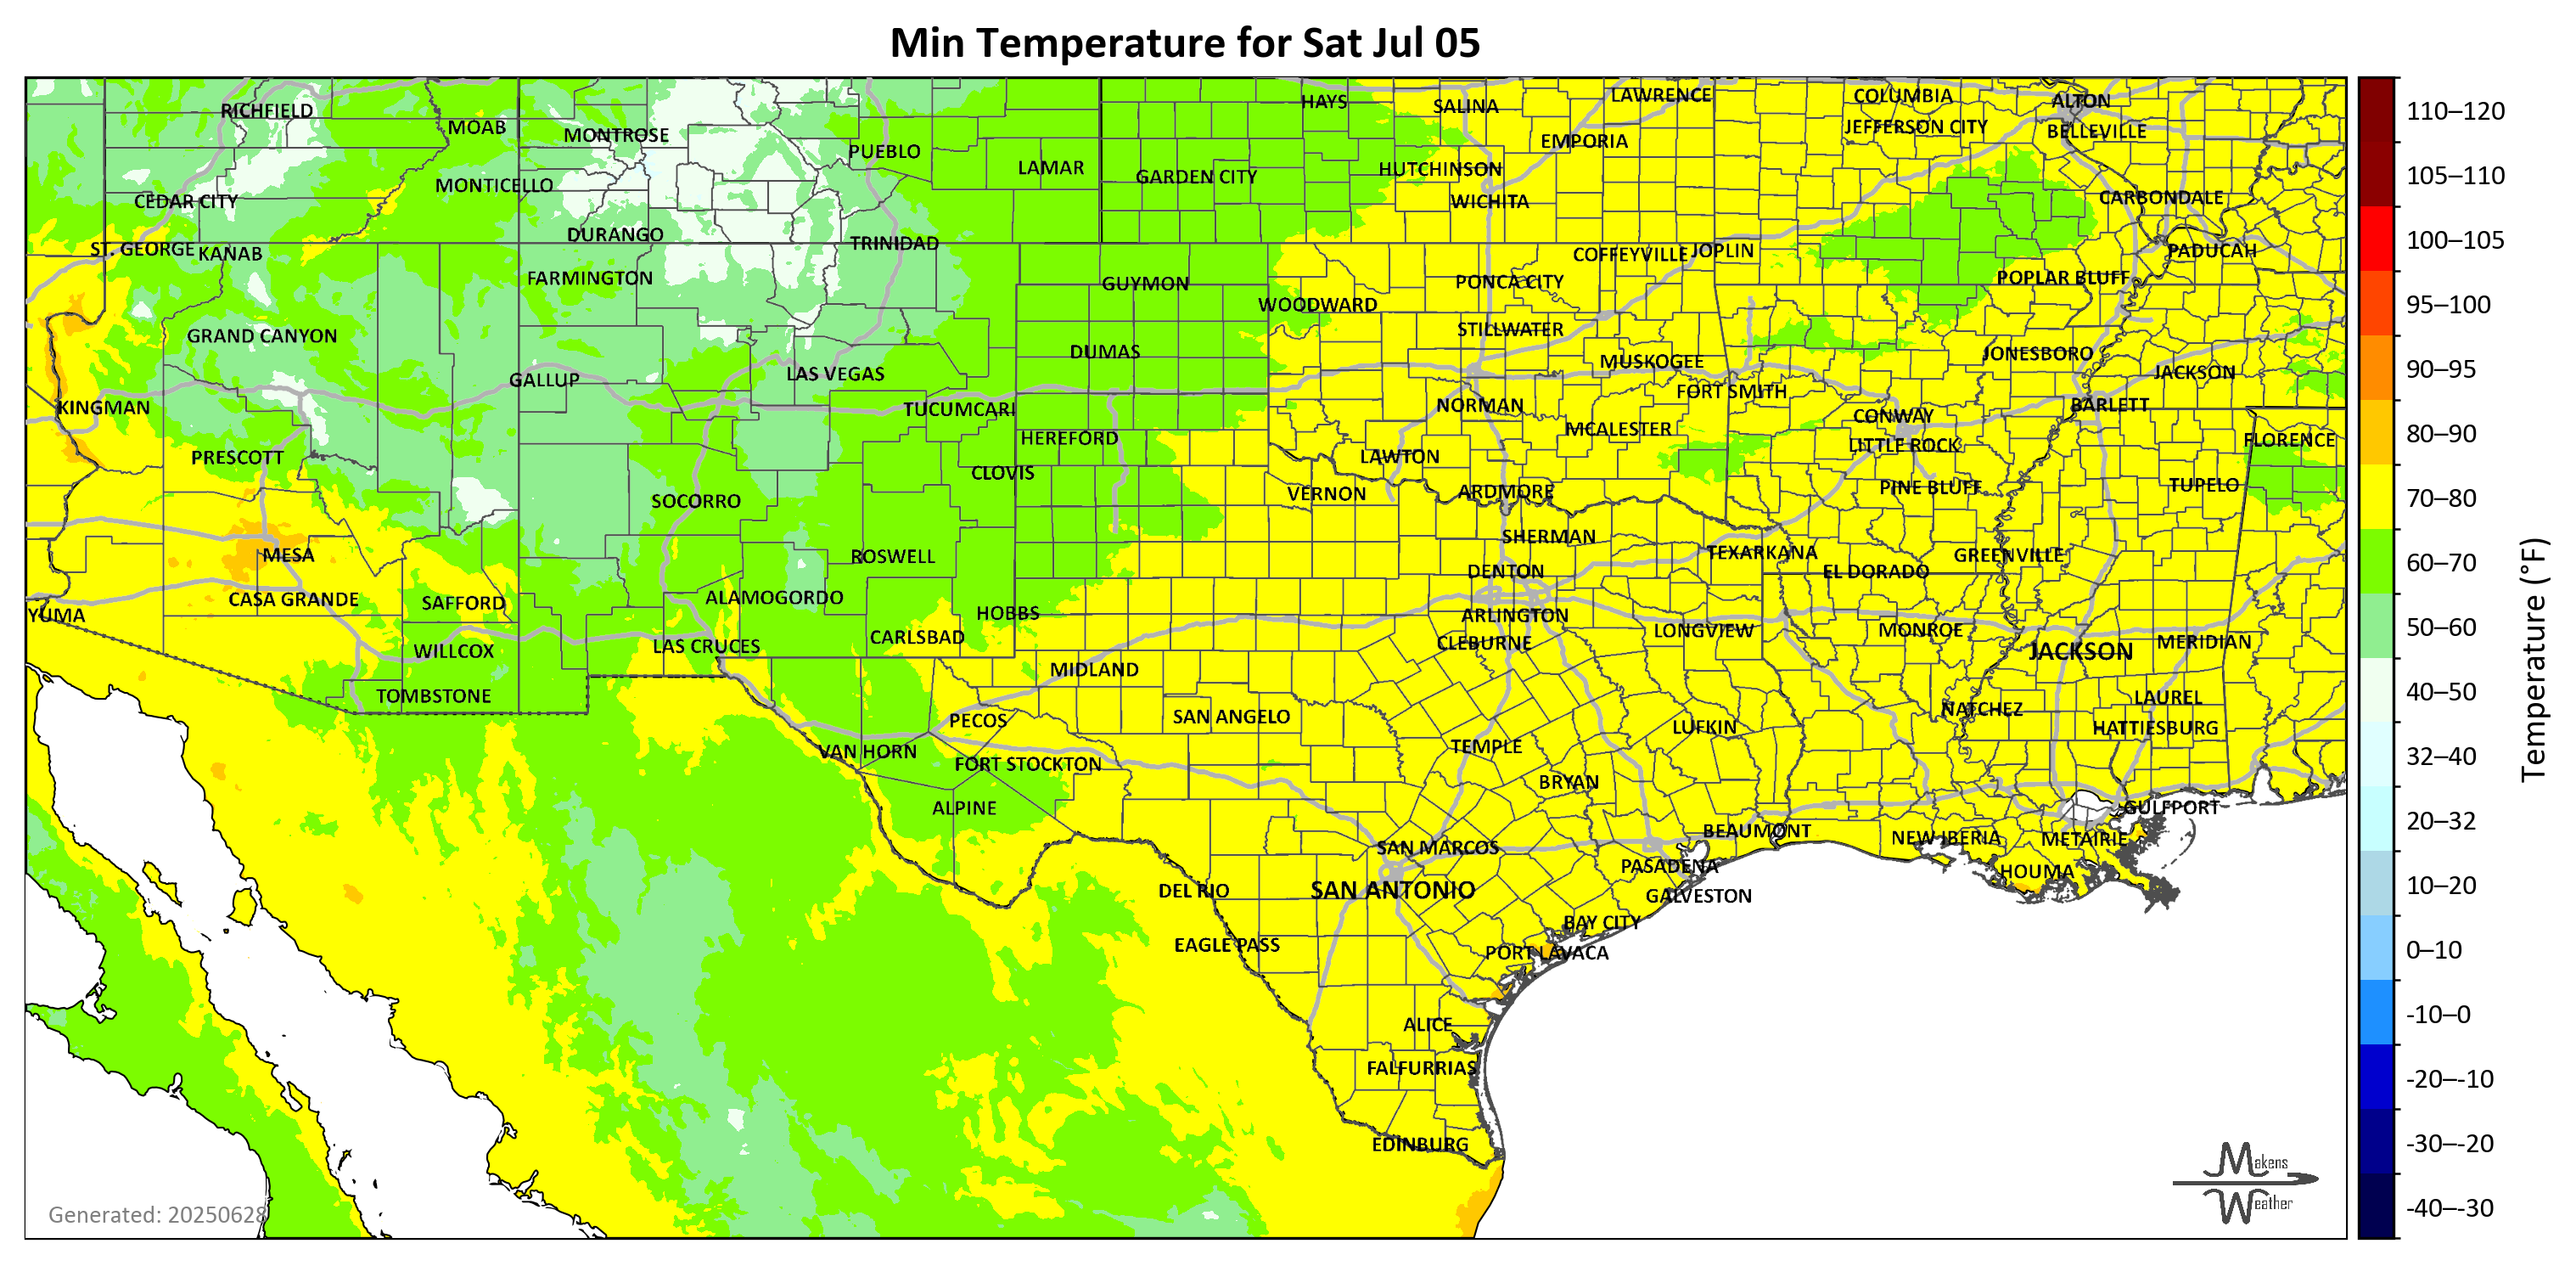 Min Temperature for Sat Jul 05
HAYS
SALINA
LAWRENCE
COLUMBIA
ALTON
RICHFIELD
MOAB
MONTROSE
PUEBLO
EMPORIA
JEFFERSON CITY
BELLEVILLE
LAMAR
GARDEN CITY
HUTCHINSON
MONTICELLO
CEDAR CITY
WICHITA
CARBONDALE
DURANGO
TRINIDAD
ST. GEORGE
KANAB
COFFEYVILLE
JOPLIN
PADUCAH
FARMINGTON
GUYMON
PONCA CITY
POPLAR BLUFF
WOODWARD
GRAND CANYON
STILLWATER
DUMAS
MUSKOGEE
JONESBORO
GALLUP
LAS VEGAS
JACKSON
FORT SMITH
KINGMAN
TUCUMCARI
NORMAN
CONWAY
BARLETT
HEREFORD
MCALESTER
LITTLE ROCK
FLORENCE
PRESCOTT
CLOVIS
LAWTON
SOCORRO
VERNON
ARDMORE
PINE BLUFF
TUPELO
SHERMAN
MESA
ROSWELL
TEXARKANA
GREENVILLE
DENTON
EL DORADO
CASA GRANDE
SAFFORD
ALAMOGORDO
HOBBS
YUMA
ARLINGTON
LAS CRUCES
CARLSBAD
CLEBURNE
LONGVIEW
MONROE
WILLCOX
JACKSON
MERIDIAN
MIDLAND
TOMBSTONE
LAUREL
PECOS
SAN ANGELO
NATCHEZ
LUFKIN
HATTIESBURG
VAN HORN
FORT STOCKTON
TEMPLE
BRYAN
ALPINE
GULFPORT
BEAUMONT
NEW IBERIA
METAIRIE
SAN MARCOS
PASADENA
HOUMA
DEL RIO
SAN ANTONIO
GALVESTON
BAY CITY
EAGLE PASS
PORT LAVACA
ALICE
FALFURRIAS
EDINBURG
Generated: 20250628
Makens
Weather
110–120
105–110
100–105
95–100
90–95
80–90
70–80
60–70
50–60
40–50
32–40
20–32
10–20
0–10
-10–0
-20–-10
-30–-20
-40–-30
Temperature (°F)